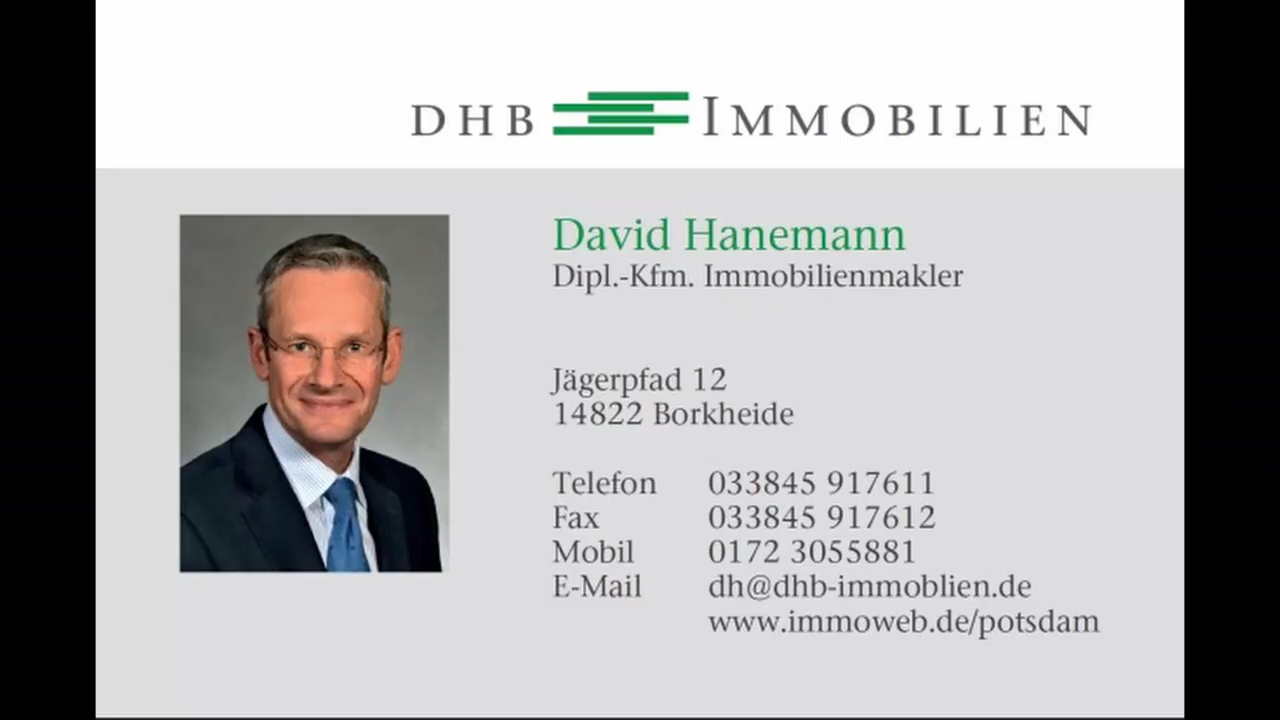 DHB IMMOBILIEN
David Hanemann
Dipl.-Kfm. Immobilienmakler
Jägerpfad 12
14822 Borkheide
Telefon 033845 917611
Fax 033845 917612
Mobil 0172 3055881
E-Mail dh@dhb-immoblien.de
www.immoweb.de/potsdam